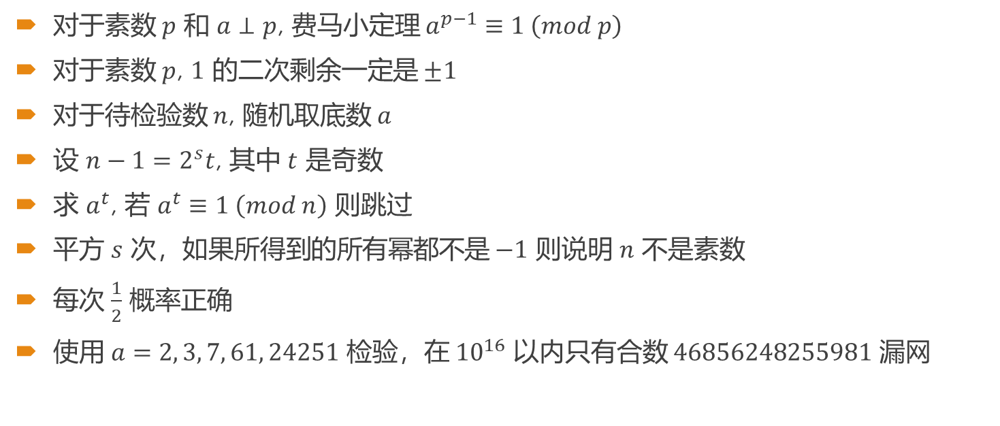 对于素数 p 和 a ⊥ p, 费马小定理 a^{p−1} ≡ 1 (mod p)
对于素数 p, 1 的二次剩余一定是 ±1
对于待检验数 n, 随机取底数 a
设 n − 1 = 2^s t, 其中 t 是奇数
求 a^t, 若 a^t ≡ 1 (mod n) 则跳过
平方 s 次，如果所得到的所有幂都不是 −1 则说明 n 不是素数
每次 1/2 概率正确
使用 a = 2, 3, 7, 61, 24251 检验，在 10^{16} 以内只有合数 46856248255981 漏网